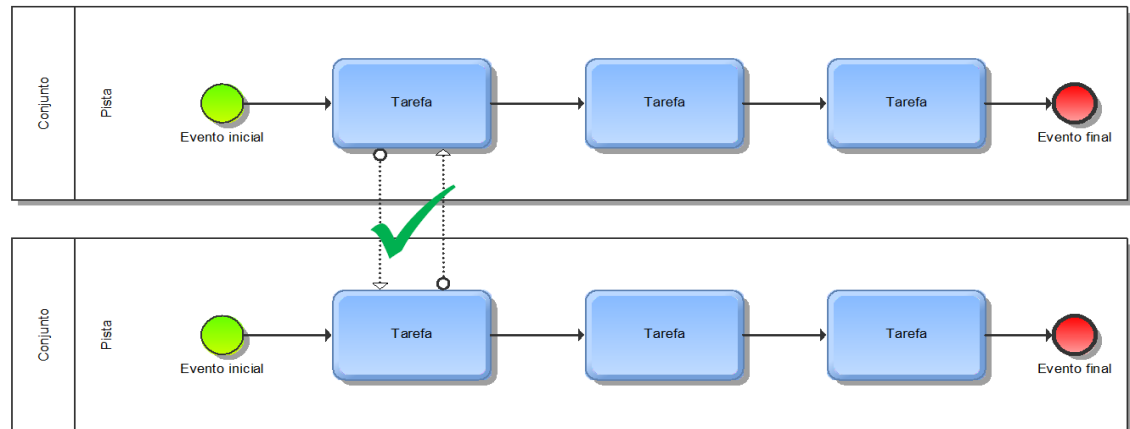 Conjunto
Pista
Evento inicial
Tarefa
Tarefa
Tarefa
Evento final
Conjunto
Pista
Evento inicial
Tarefa
Tarefa
Tarefa
Evento final